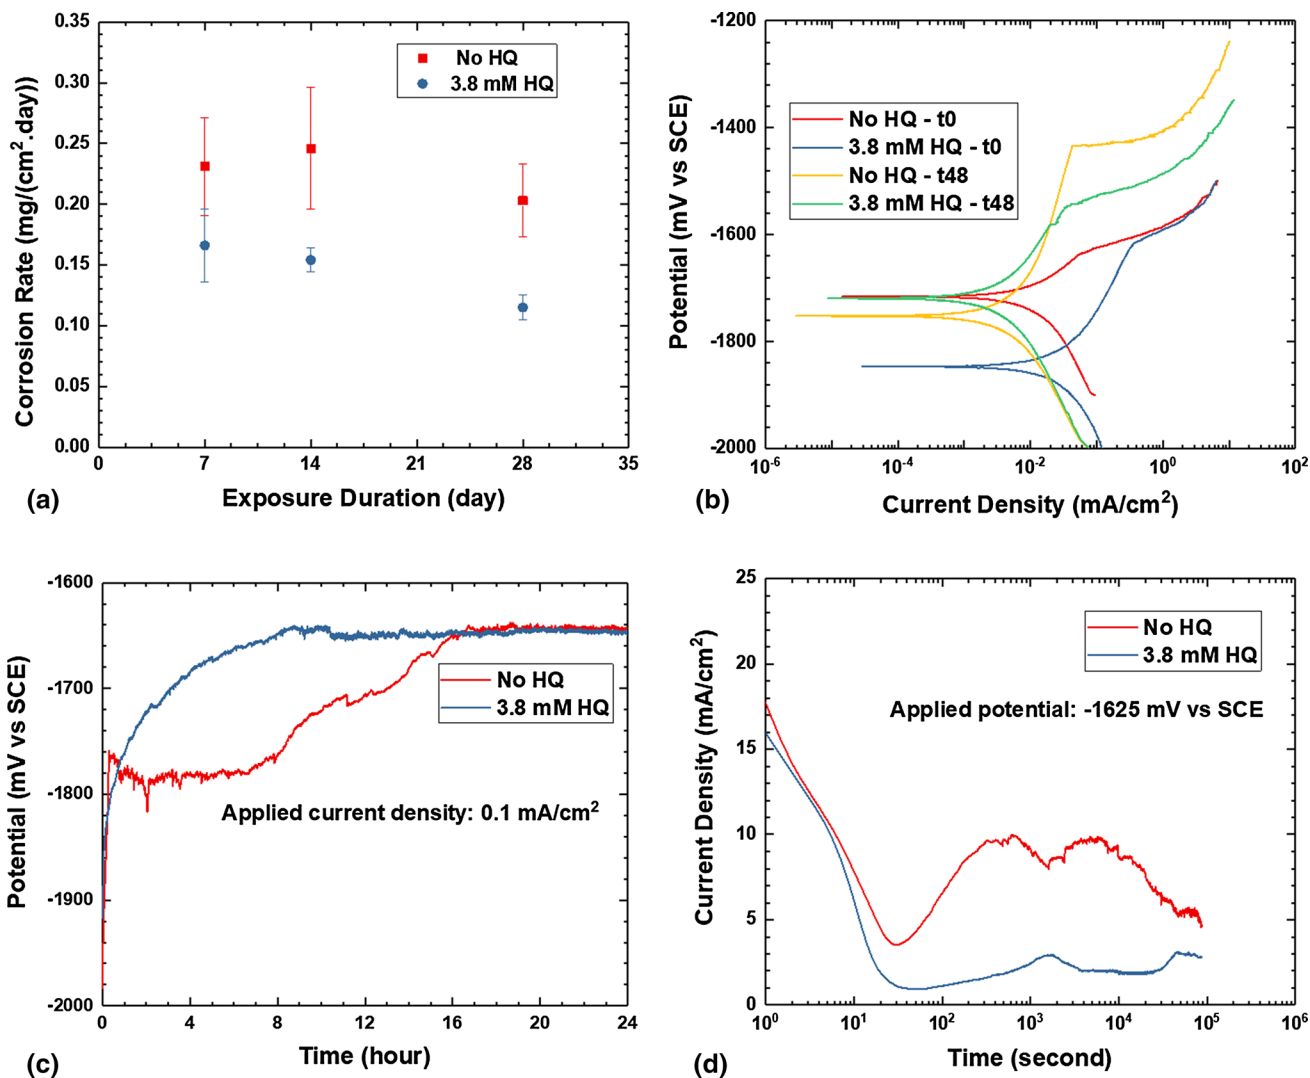 0.35
0.30
0.25
0.20
0.15
0.10
0.05
0.00
Corrosion Rate (mg/(cm² .day))
No HQ
3.8 mM HQ
0 7 14 21 28 35
Exposure Duration (day)
(a)
-1200
-1400
-1600
-1800
-2000
Potential (mV vs SCE)
No HQ - t0
3.8 mM HQ - t0
No HQ - t48
3.8 mM HQ - t48
10⁻⁶ 10⁻⁴ 10⁻² 10⁰ 10²
Current Density (mA/cm²)
(b)
-1600
-1700
-1800
-1900
-2000
Potential (mV vs SCE)
No HQ
3.8 mM HQ
Applied current density: 0.1 mA/cm²
0 4 8 12 16 20 24
Time (hour)
(c)
25
20
15
10
5
0
Current Density (mA/cm²)
No HQ
3.8 mM HQ
Applied potential: -1625 mV vs SCE
10⁰ 10¹ 10² 10³ 10⁴ 10⁵ 10⁶
Time (second)
(d)